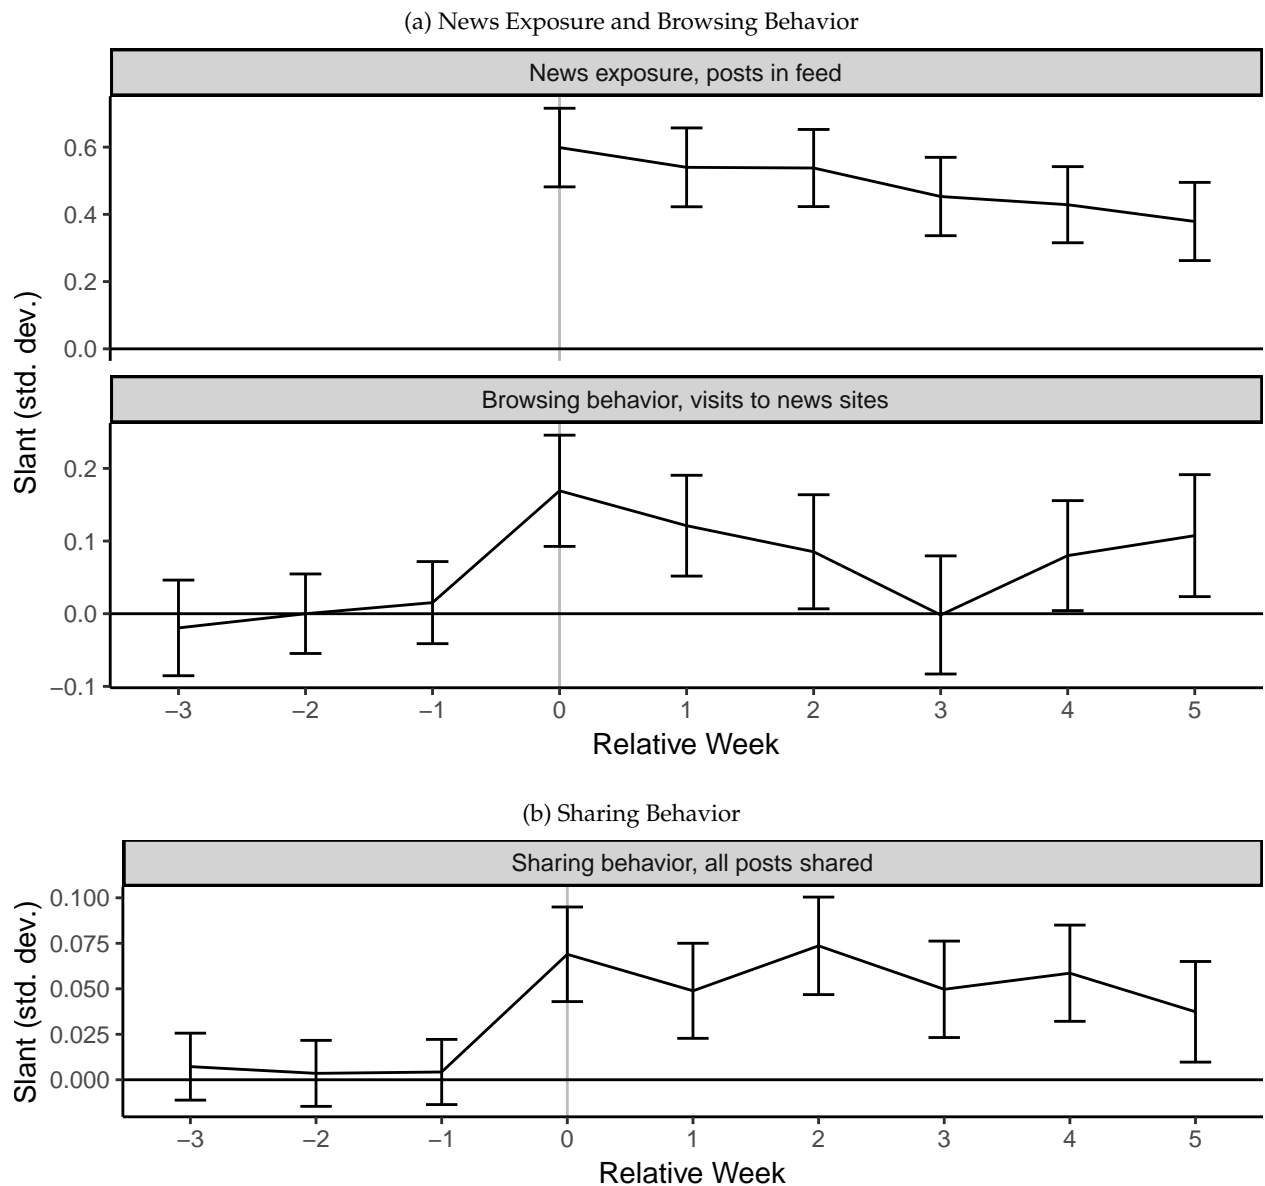 (a) News Exposure and Browsing Behavior
News exposure, posts in feed
0.6
0.4
0.2
0.0
Slant (std. dev.)
Browsing behavior, visits to news sites
0.2
0.1
0.0
−0.1
−3 −2 −1 0 1 2 3 4 5
Relative Week
(b) Sharing Behavior
Sharing behavior, all posts shared
Slant (std. dev.)
0.100
0.075
0.050
0.025
0.000
−3 −2 −1 0 1 2 3 4 5
Relative Week